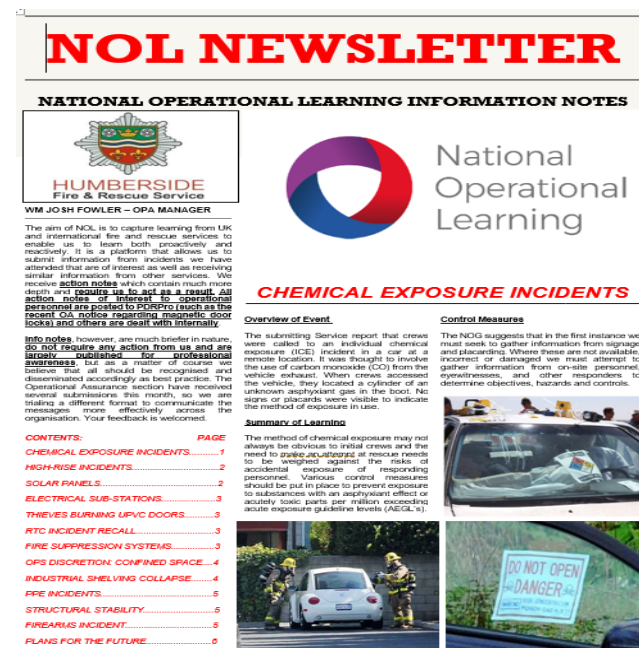 NOL NEWSLETTER
NATIONAL OPERATIONAL LEARNING INFORMATION NOTES
HUMBERSIDE
Fire & Rescue Service
WM JOSH FOWLER – OPA MANAGER
The aim of NOL is to capture learning from UK
and international fire and rescue services to
enable us to learn both proactively and
reactively. It is a platform that allows us to
submit information from incidents we have
attended that are of interest as well as receiving
similar information from other services. We
receive action notes which contain much more
depth and require us to act as a result. All
action notes of interest to operational
personnel are posted to PDRPro (such as the
recent OA notice regarding magnetic door
locks) and others are dealt with internally.
Info notes, however, are much briefer in nature,
do not require any action from us and are
largely published for professional
awareness, but as a matter of course we
believe that all should be recognised and
disseminated accordingly as best practice. The
Operational Assurance section have received
several submissions this month, so we are
trialing a different format to communicate the
messages more effectively across the
organisation. Your feedback is welcomed.
CONTENTS: PAGE
CHEMICAL EXPOSURE INCIDENTS..........1
HIGH-RISE INCIDENTS..........2
SOLAR PANELS..........2
ELECTRICAL SUB-STATIONS..........3
THIEVES BURNING UPVC DOORS..........3
RTC INCIDENT RECALL..........3
FIRE SUPPRESSION SYSTEMS..........3
OPS DISCRETION: CONFINED SPACE....4
INDUSTRIAL SHELVING COLLAPSE.....4
PPE INCIDENTS..........5
STRUCTURAL STABILITY..........5
FIREARMS INCIDENT..........5
PLANS FOR THE FUTURE..........6
National
Operational
Learning
CHEMICAL EXPOSURE INCIDENTS
Overview of Event
The submitting Service report that crews
were called to an individual chemical
exposure (ICE) incident in a car at a
remote location. It was thought to involve
the use of carbon monoxide (CO) from the
vehicle exhaust. When crews accessed
the vehicle, they located a cylinder of an
unknown asphyxiant gas in the boot. No
signs or placards were visible to indicate
the method of exposure in use.
Summary of Learning
The method of chemical exposure may not
always be obvious to initial crews and the
need to make an attempt at rescue needs
to be weighed against the risks of
accidental exposure of responding
personnel. Various control measures
should be put in place to prevent exposure
to substances with an asphyxiant effect or
acutely toxic parts per million exceeding
acute exposure guideline levels (AEGL's).
Control Measures
The NOG suggests that in the first instance we
must seek to gather information from signage
and placarding. Where these are not available,
incorrect or damaged we must attempt to
gather information from on-site personnel,
eyewitnesses, and other responders to
determine objectives, hazards and controls.
DO NOT OPEN
DANGER